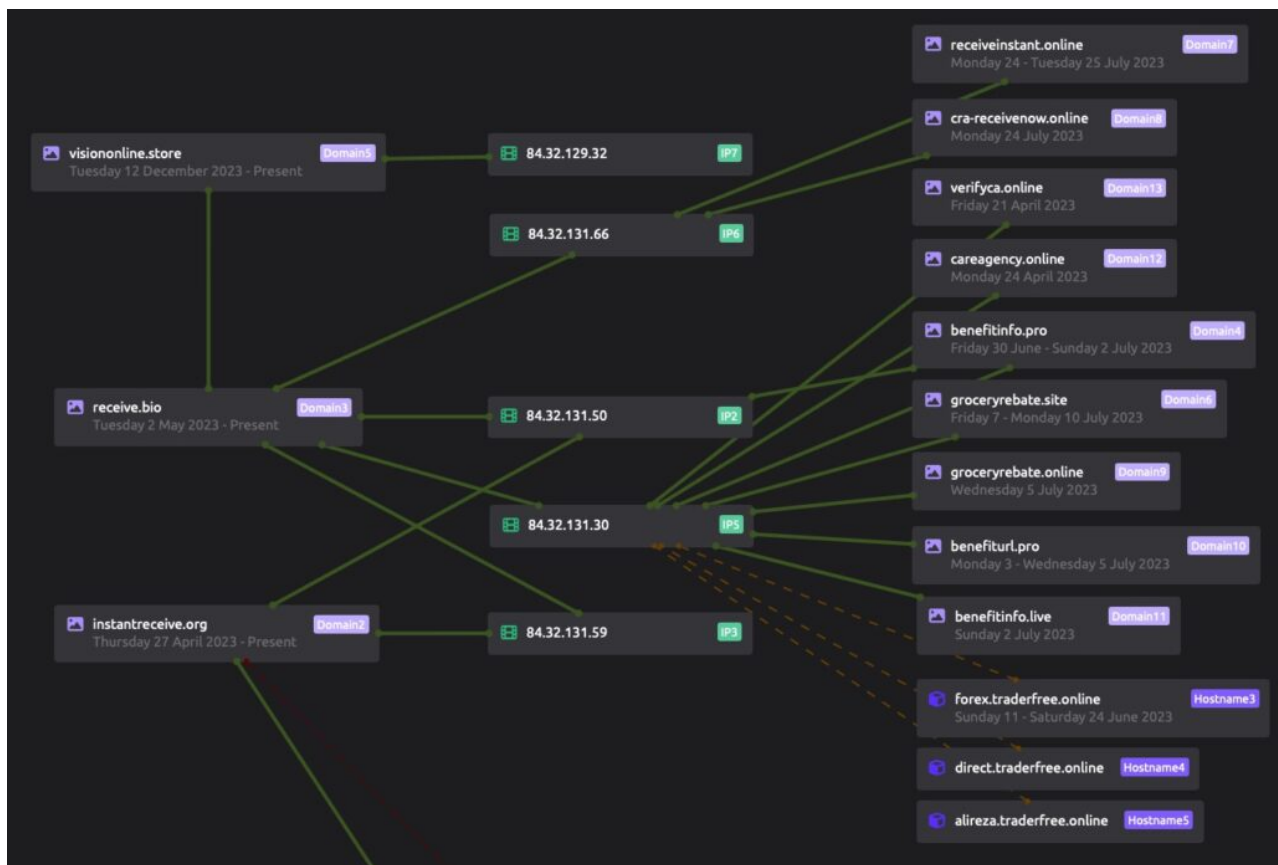 visiononline.store Domain5
Tuesday 12 December 2023 - Present
receive.bio Domain3
Tuesday 2 May 2023 - Present
instantreceive.org Domain2
Thursday 27 April 2023 - Present
84.32.129.32 IP7
84.32.131.66 IP6
84.32.131.50 IP2
84.32.131.30 IP5
84.32.131.59 IP3
receiveinstant.online Domain7
Monday 24 - Tuesday 25 July 2023
cra-receivenow.online Domain8
Monday 24 July 2023
verifyca.online Domain13
Friday 21 April 2023
careagency.online Domain12
Monday 24 April 2023
benefitinfo.pro Domain4
Friday 30 June - Sunday 2 July 2023
groceryrebate.site Domain6
Friday 7 - Monday 10 July 2023
groceryrebate.online Domain9
Wednesday 5 July 2023
benefiturl.pro Domain10
Monday 3 - Wednesday 5 July 2023
benefitinfo.live Domain11
Sunday 2 July 2023
forex.traderfree.online Hostname3
Sunday 11 - Saturday 24 June 2023
direct.traderfree.online Hostname4
alireza.traderfree.online Hostname5